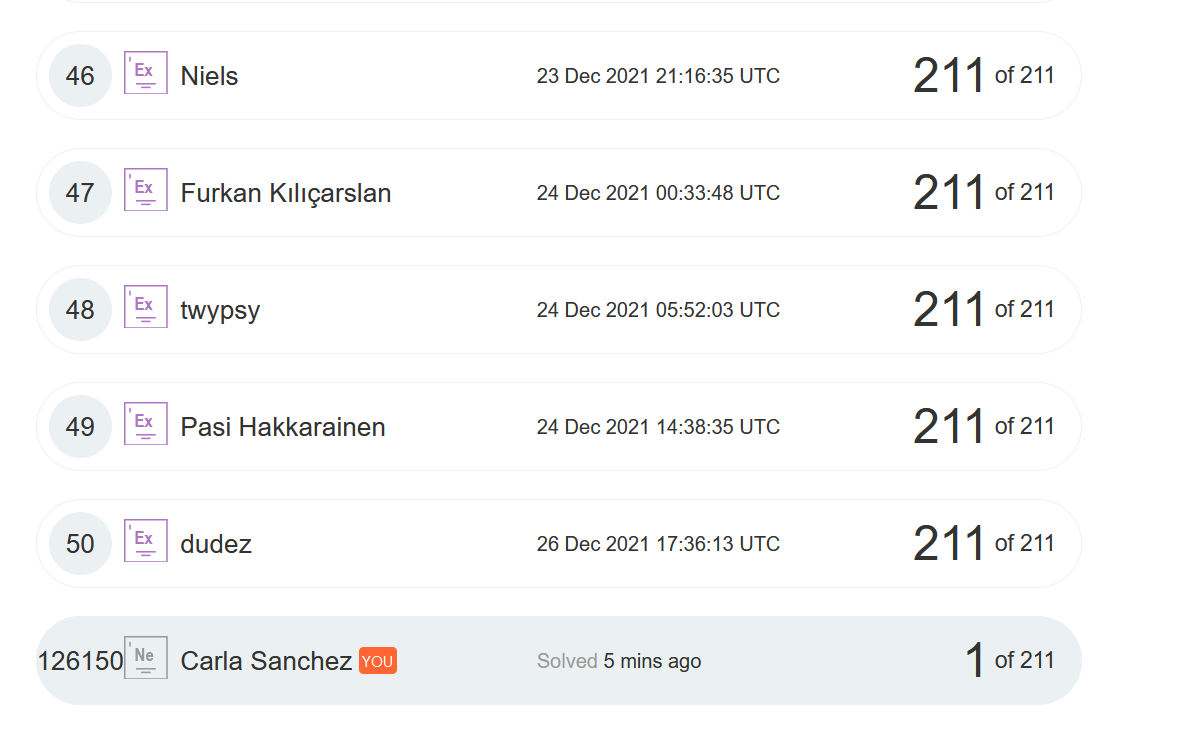 46 Ex Niels 23 Dec 2021 21:16:35 UTC 211 of 211
47 Ex Furkan Kılıçarslan 24 Dec 2021 00:33:48 UTC 211 of 211
48 Ex twypsy 24 Dec 2021 05:52:03 UTC 211 of 211
49 Ex Pasi Hakkarainen 24 Dec 2021 14:38:35 UTC 211 of 211
50 Ex dudez 26 Dec 2021 17:36:13 UTC 211 of 211
126150 Ne Carla Sanchez YOU Solved 5 mins ago 1 of 211